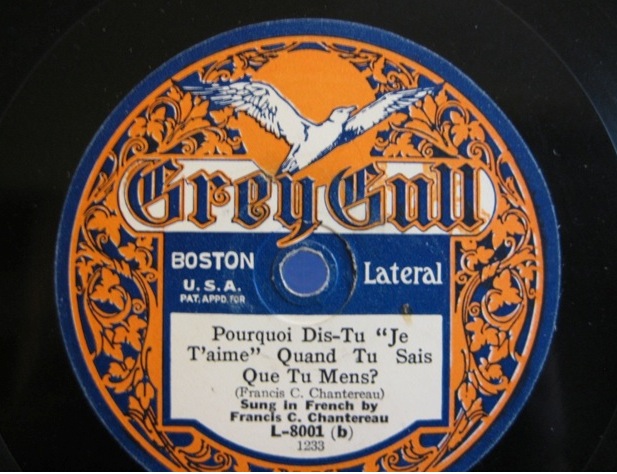 Grey Gull
BOSTON
U.S.A.
PAT. APPD. FOR
Lateral
Pourquoi Dis-Tu "Je
T'aime" Quand Tu Sais
Que Tu Mens?
(Francis C. Chantereau)
Sung in French by
Francis C. Chantereau
L-8001 (b)
1233